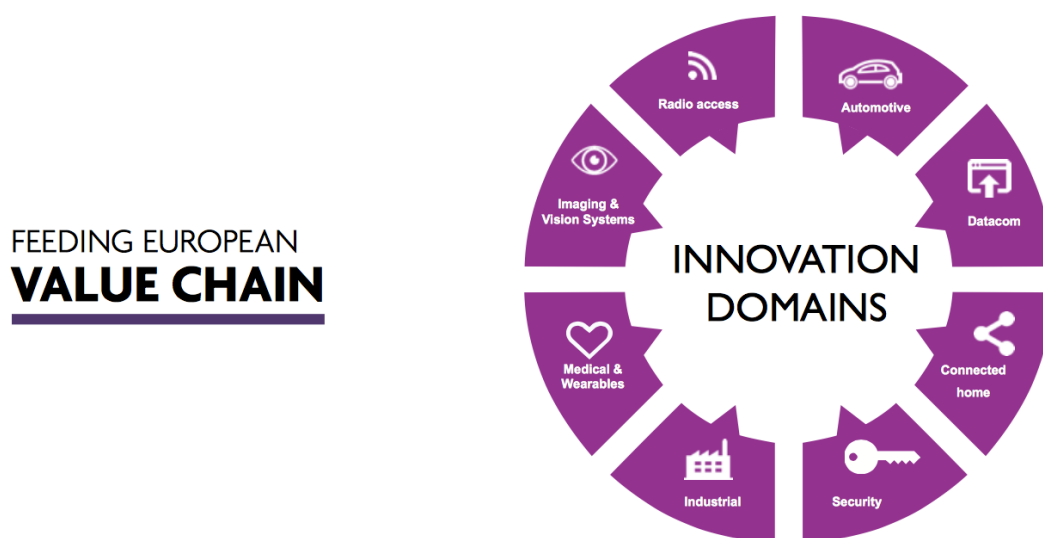 FEEDING EUROPEAN
VALUE CHAIN
INNOVATION
DOMAINS
Radio access
Automotive
Imaging &
Vision Systems
Datacom
Medical &
Wearables
Connected
home
Industrial
Security